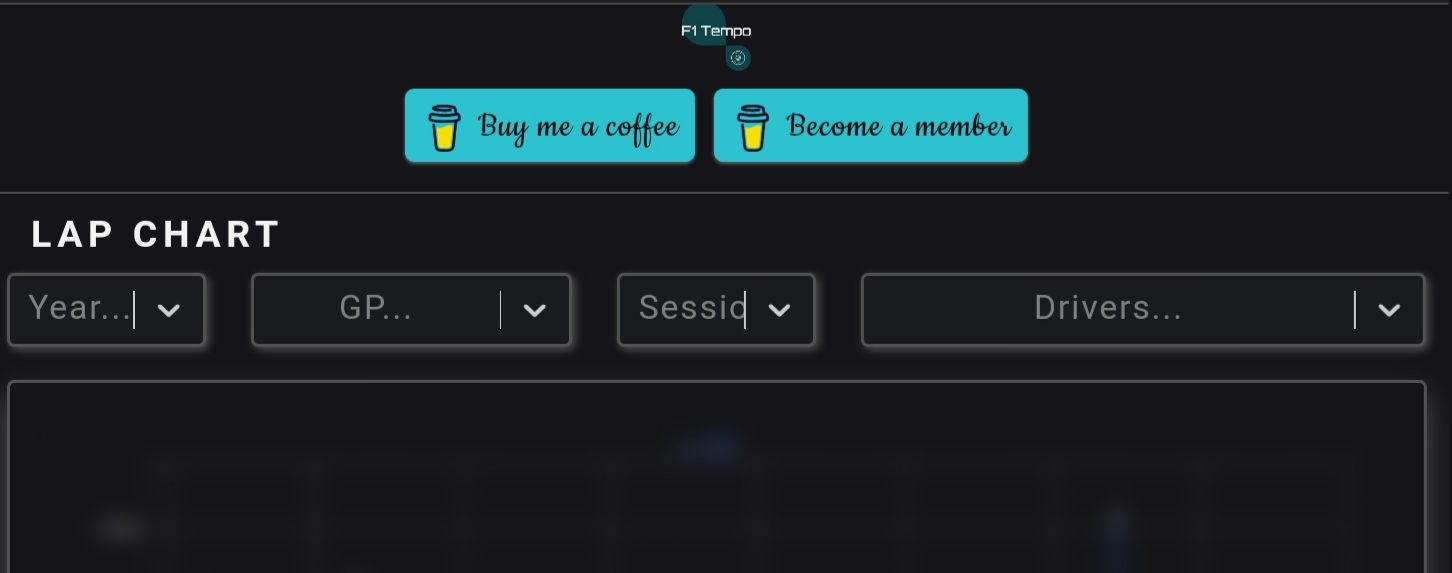 F1 Tempo
Buy me a coffee
Become a member
LAP CHART
Year...
GP...
Sessio
Drivers...